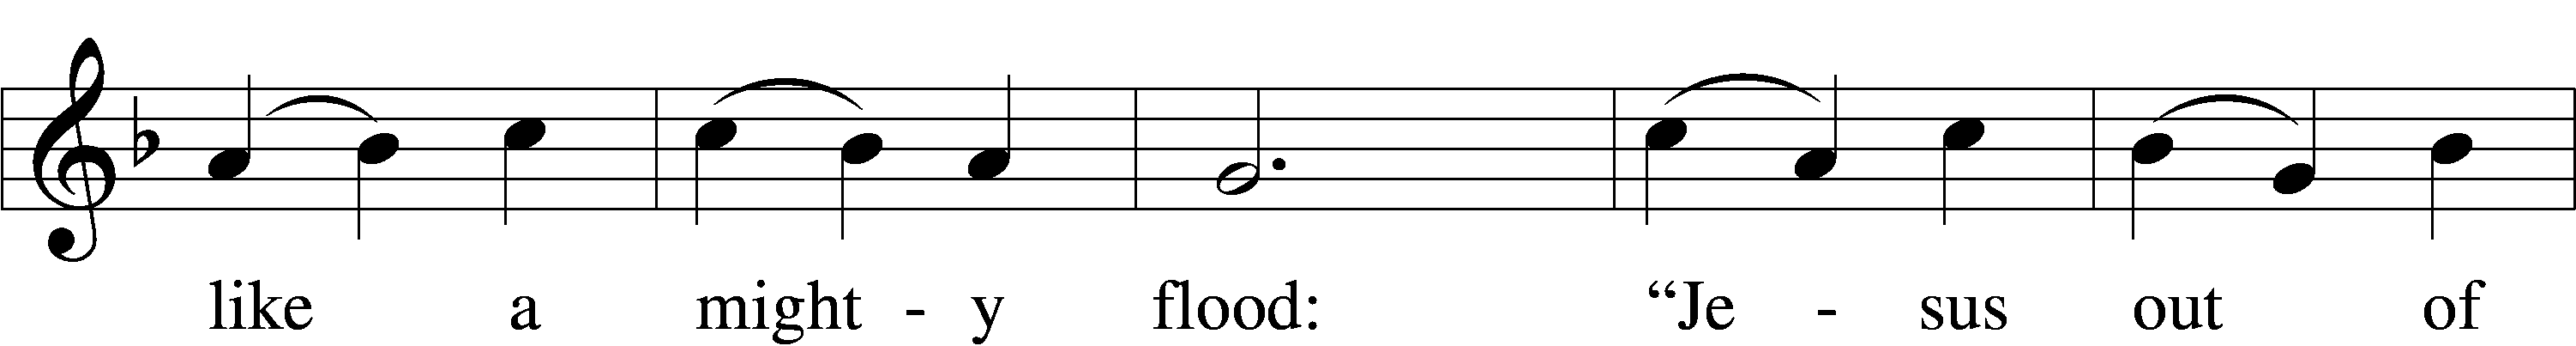 like a might - y flood: “Je - sus out of